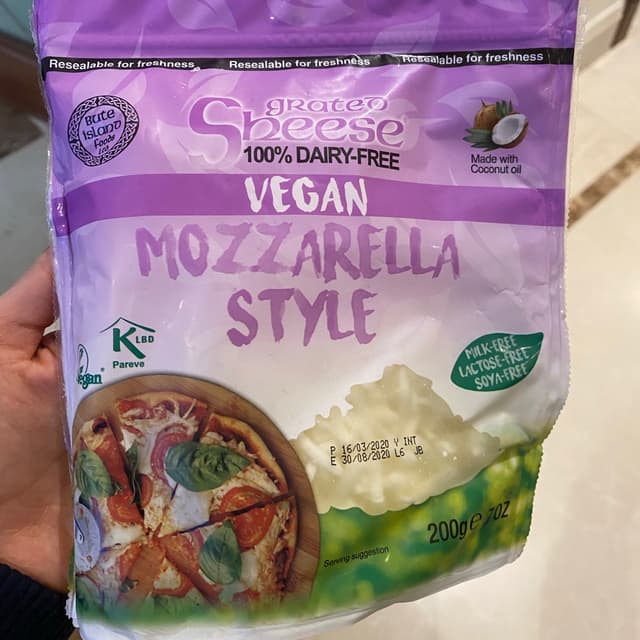 Resealable for freshness Resealable for freshness Resealable for freshness
Bute
Island
Foods
Ltd
grated
Sheese
100% DAIRY-FREE
Made with
Coconut oil
VEGAN
MOZZARELLA
STYLE
K LBD
Pareve
Vegan
MILK-FREE
LACTOSE-FREE
SOYA-FREE
P 16/03/2020 Y INT
E 30/08/2020 L6 JB
200g e 7oz
Serving suggestion